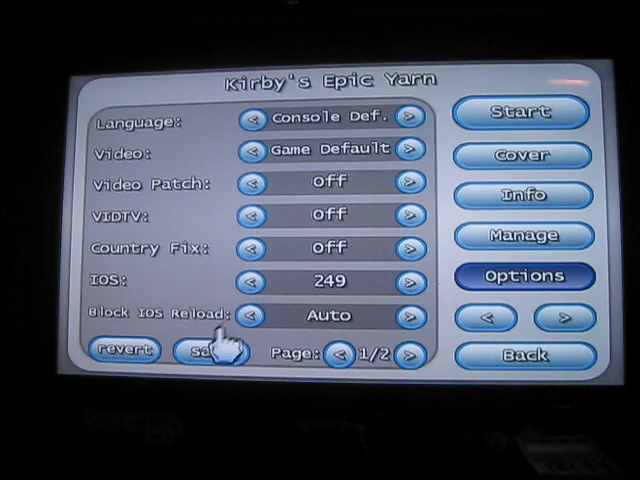 Kirby's Epic Yarn
Language: < Console Def. >
Video: < Game Default >
Video Patch: < Off >
VIDTV: < Off >
Country Fix: < Off >
IOS: < 249 >
Block IOS Reload: < Auto >
revert
Page: < 1/2 >
Start
Cover
Info
Manage
Options
< >
Back